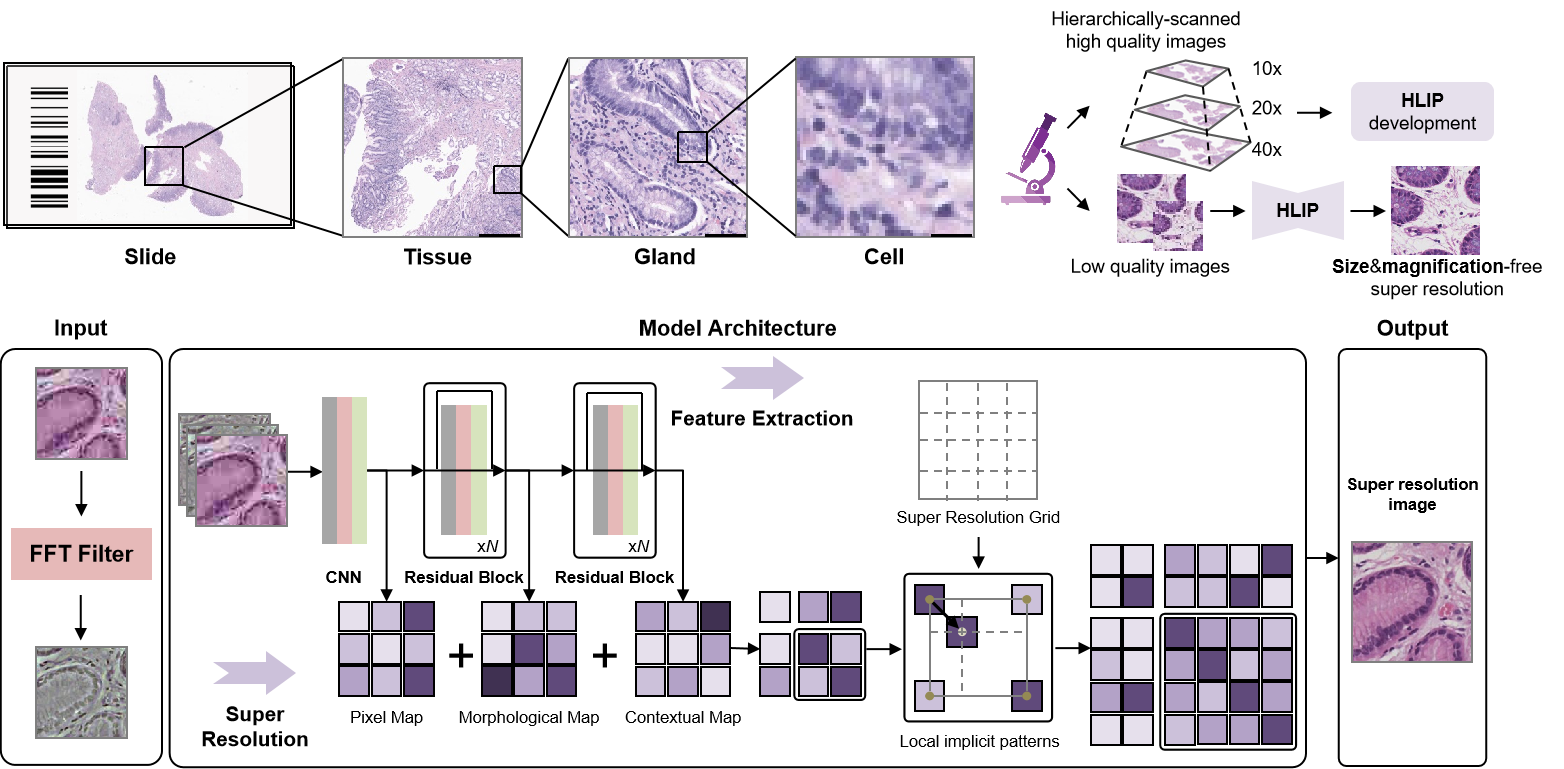 Hierarchically-scanned
high quality images
10x
20x
40x
HLIP
development
Slide
Tissue
Gland
Cell
Low quality images
HLIP
Size&magnification-free
super resolution
Input
Model Architecture
Output
FFT Filter
Feature Extraction
CNN
xN
Residual Block
xN
Residual Block
Super Resolution Grid
Super
Resolution
Pixel Map
+
Morphological Map
+
Contextual Map
Local implicit patterns
Super resolution
image